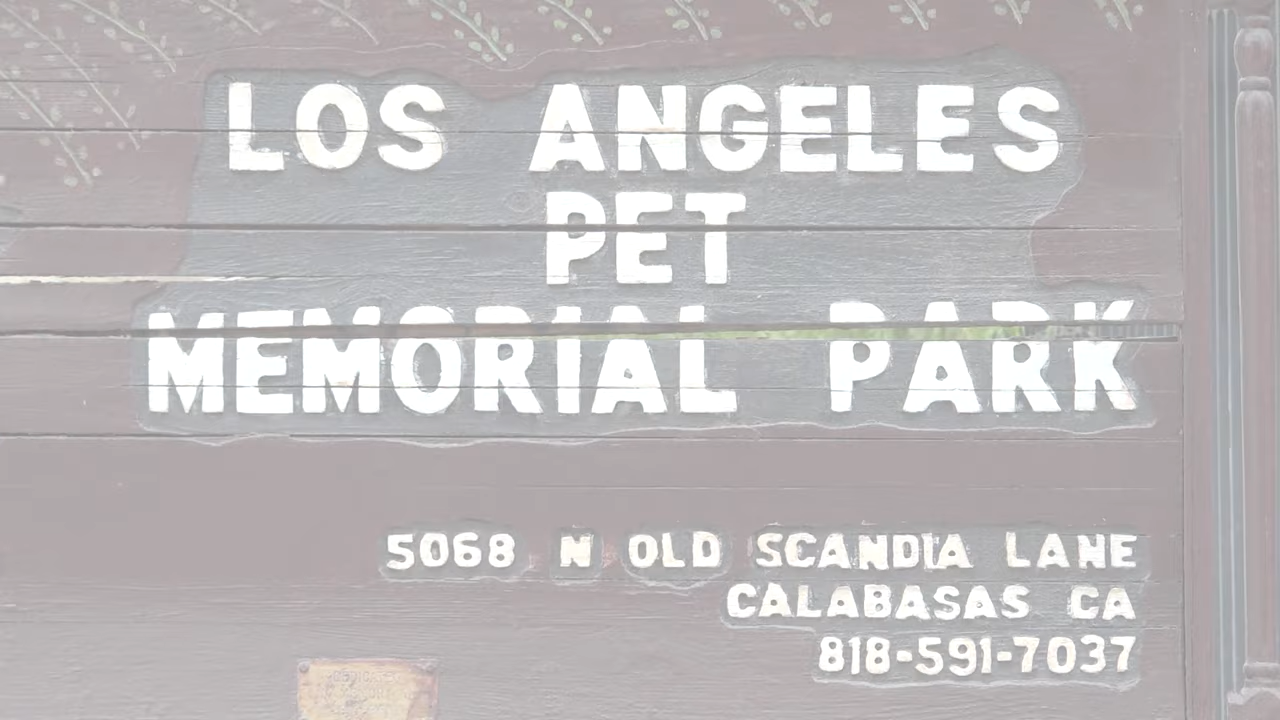 LOS ANGELES
PET
MEMORIAL PARK
5068 N OLD SCANDIA LANE
CALABASAS CA
818-591-7037